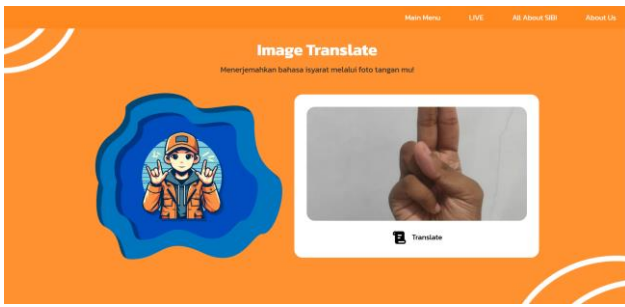 Main Menu LIVE All About SIBI About Us
Image Translate
Menerjemahkan bahasa isyarat melalui foto tangan mu!
Translate